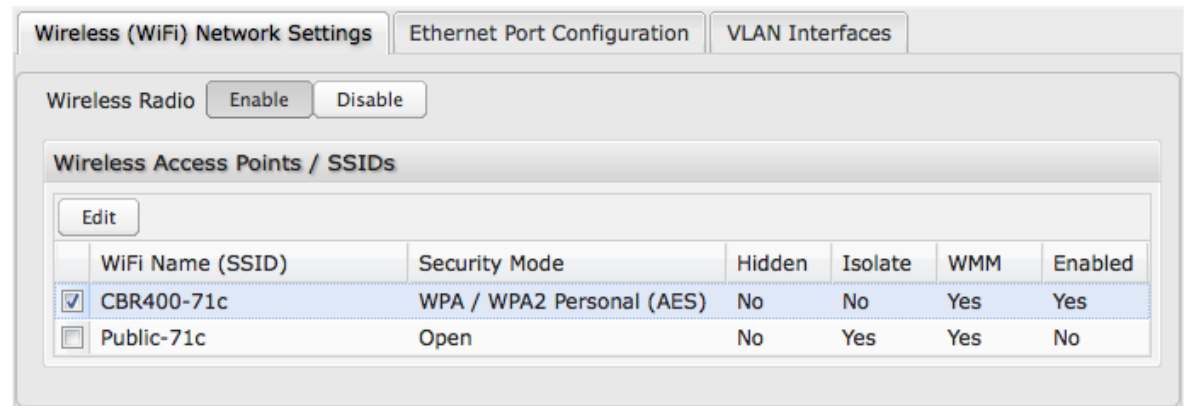 Wireless (WiFi) Network Settings Ethernet Port Configuration VLAN Interfaces
Wireless Radio Enable Disable
Wireless Access Points / SSIDs
Edit
WiFi Name (SSID) Security Mode Hidden Isolate WMM Enabled
CBR400-71c WPA / WPA2 Personal (AES) No No Yes Yes
Public-71c Open No Yes Yes No